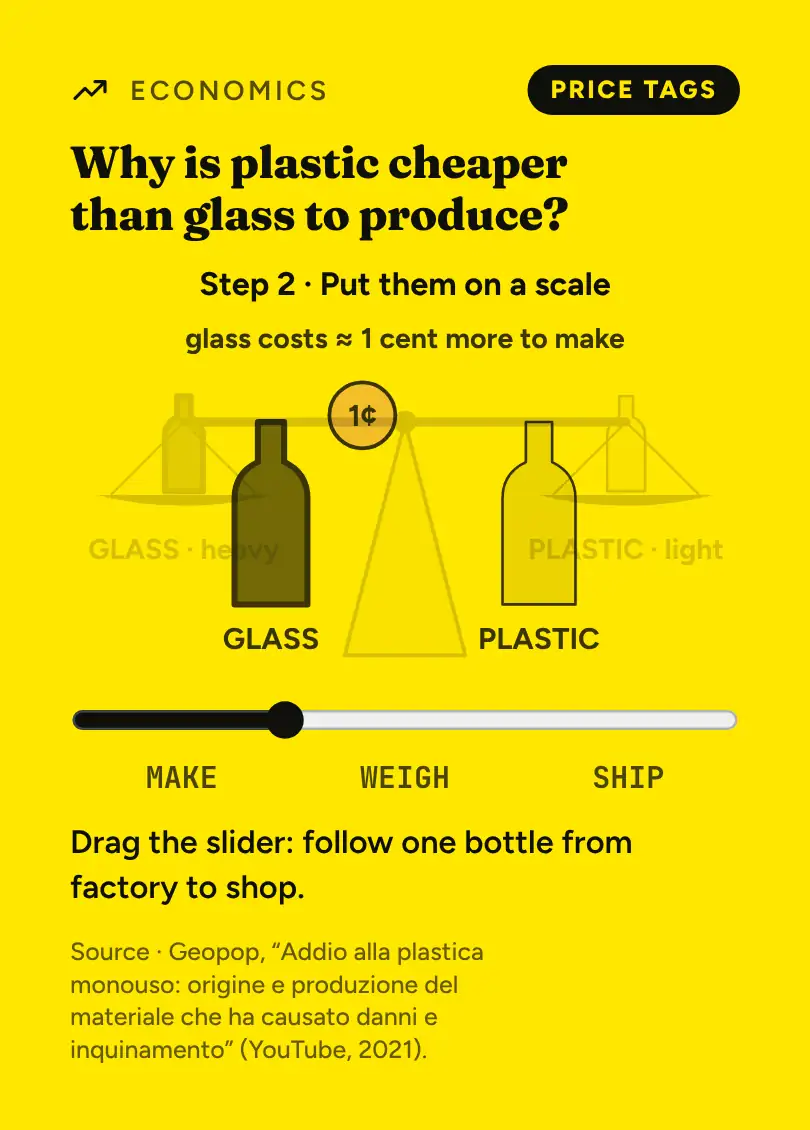 ECONOMICS
PRICE TAGS
Why is plastic cheaper
than glass to produce?
Step 2 · Put them on a scale
glass costs ≈ 1 cent more to make
1¢
GLASS · heavy
PLASTIC · light
GLASS
PLASTIC
MAKE
WEIGH
SHIP
Drag the slider: follow one bottle from
factory to shop.
Source · Geopop, “Addio alla plastica
monouso: origine e produzione del
materiale che ha causato danni e
inquinamento” (YouTube, 2021).